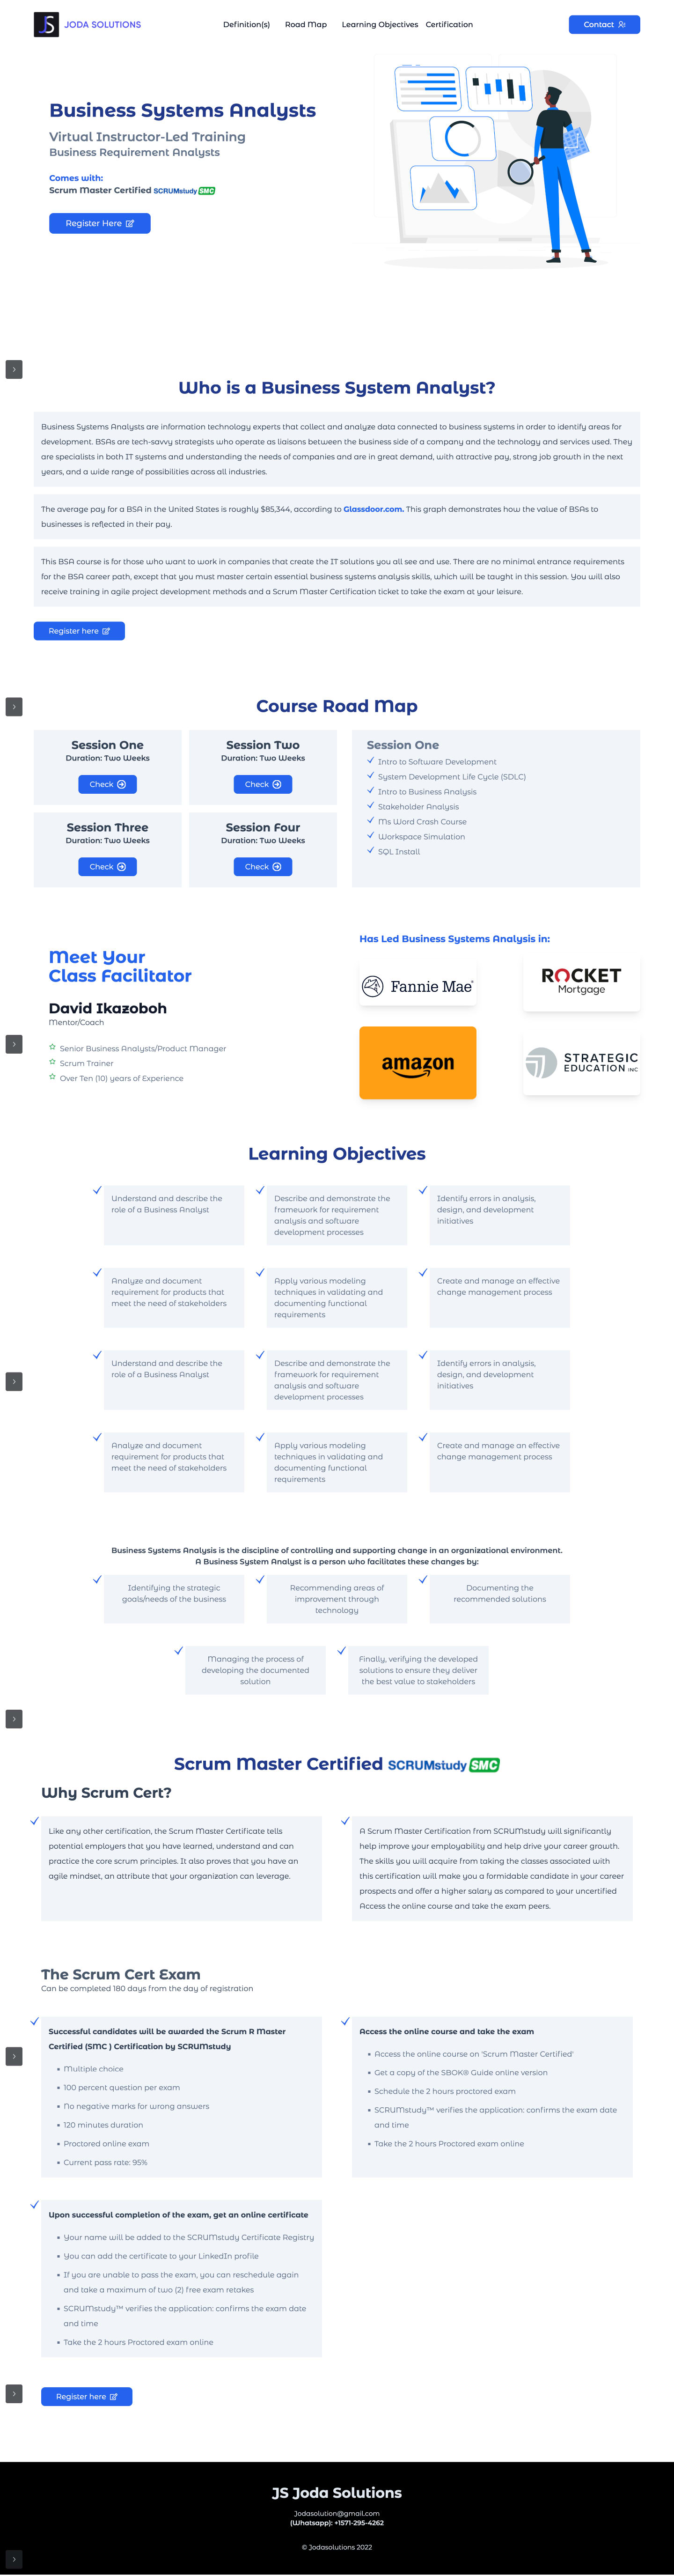 JS JODA SOLUTIONS
Definition(s) Road Map Learning Objectives Certification
Contact
Business Systems Analysts
Virtual Instructor-Led Training
Business Requirement Analysts
Comes with:
Scrum Master Certified SCRUMstudy SMC
Register Here
Who is a Business System Analyst?
Business Systems Analysts are information technology experts that collect and analyze data connected to business systems in order to identify areas for
development. BSAs are tech-savvy strategists who operate as liaisons between the business side of a company and the technology and services used. They
are specialists in both IT systems and understanding the needs of companies and are in great demand, with attractive pay, strong job growth in the next
years, and a wide range of possibilities across all industries.
The average pay for a BSA in the United States is roughly $85,344, according to Glassdoor.com. This graph demonstrates how the value of BSAs to
businesses is reflected in their pay.
This BSA course is for those who want to work in companies that create the IT solutions you all see and use. There are no minimal entrance requirements
for the BSA career path, except that you must master certain essential business systems analysis skills, which will be taught in this session. You will also
receive training in agile project development methods and a Scrum Master Certification ticket to take the exam at your leisure.
Register here
Course Road Map
Session One
Duration: Two Weeks
Check
Session Two
Duration: Two Weeks
Check
Session Three
Duration: Two Weeks
Check
Session Four
Duration: Two Weeks
Check
Session One
Intro to Software Development
System Development Life Cycle (SDLC)
Intro to Business Analysis
Stakeholder Analysis
Ms Word Crash Course
Workspace Simulation
SQL Install
Meet Your
Class Facilitator
David Ikazoboh
Mentor/Coach
Senior Business Analysts/Product Manager
Scrum Trainer
Over Ten (10) years of Experience
Has Led Business Systems Analysis in:
Fannie Mae
ROCKET
Mortgage
amazon
STRATEGIC
EDUCATION INC
Learning Objectives
Understand and describe the
role of a Business Analyst
Describe and demonstrate the
framework for requirement
analysis and software
development processes
Identify errors in analysis,
design, and development
initiatives
Analyze and document
requirement for products that
meet the need of stakeholders
Apply various modeling
techniques in validating and
documenting functional
requirements
Create and manage an effective
change management process
Understand and describe the
role of a Business Analyst
Describe and demonstrate the
framework for requirement
analysis and software
development processes
Identify errors in analysis,
design, and development
initiatives
Analyze and document
requirement for products that
meet the need of stakeholders
Apply various modeling
techniques in validating and
documenting functional
requirements
Create and manage an effective
change management process
Business Systems Analysis is the discipline of controlling and supporting change in an organizational environment.
A Business System Analyst is a person who facilitates these changes by:
Identifying the strategic
goals/needs of the business
Recommending areas of
improvement through
technology
Documenting the
recommended solutions
Managing the process of
developing the documented
solution
Finally, verifying the developed
solutions to ensure they deliver
the best value to stakeholders
Scrum Master Certified SCRUMstudy SMC
Why Scrum Cert?
Like any other certification, the Scrum Master Certificate tells
potential employers that you have learned, understand and can
practice the core scrum principles. It also proves that you have an
agile mindset, an attribute that your organization can leverage.
A Scrum Master Certification from SCRUMstudy will significantly
help improve your employability and help drive your career growth.
The skills you will acquire from taking the classes associated with
this certification will make you a formidable candidate in your career
prospects and offer a higher salary as compared to your uncertified
Access the online course and take the exam peers.
The Scrum Cert Exam
Can be completed 180 days from the day of registration
Successful candidates will be awarded the Scrum R Master
Certified (SMC ) Certification by SCRUMstudy
Multiple choice
100 percent question per exam
No negative marks for wrong answers
120 minutes duration
Proctored online exam
Current pass rate: 95%
Access the online course and take the exam
Access the online course on 'Scrum Master Certified'
Get a copy of the SBOK® Guide online version
Schedule the 2 hours proctored exam
SCRUMstudy™ verifies the application: confirms the exam date
and time
Take the 2 hours Proctored exam online
Upon successful completion of the exam, get an online certificate
Your name will be added to the SCRUMstudy Certificate Registry
You can add the certificate to your LinkedIn profile
If you are unable to pass the exam, you can reschedule again
and take a maximum of two (2) free exam retakes
SCRUMstudy™ verifies the application: confirms the exam date
and time
Take the 2 hours Proctored exam online
Register here
JS Joda Solutions
Jodasolution@gmail.com
(Whatsapp): +1571-295-4262
© Jodasolutions 2022